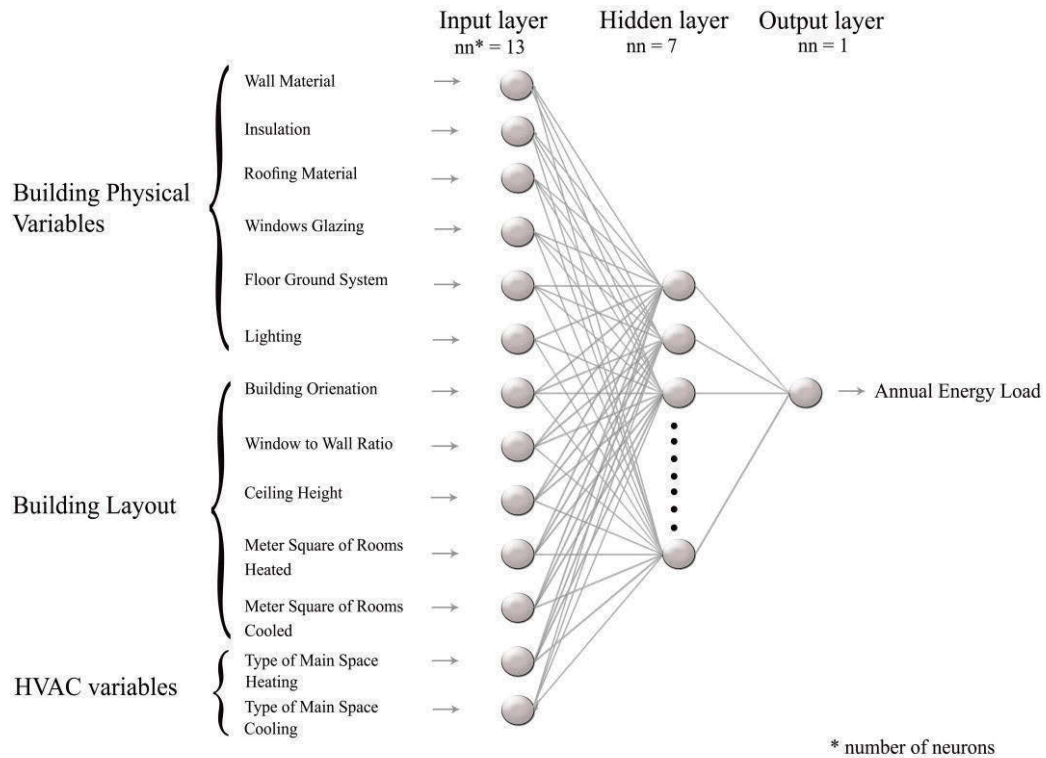 Input layer
nn* = 13
Hidden layer
nn = 7
Output layer
nn = 1
Building Physical
Variables
Wall Material
Insulation
Roofing Material
Windows Glazing
Floor Ground System
Lighting
Building Layout
Building Orienation
Window to Wall Ratio
Ceiling Height
Meter Square of Rooms
Heated
Meter Square of Rooms
Cooled
HVAC variables
Type of Main Space
Heating
Type of Main Space
Cooling
Annual Energy Load
* number of neurons